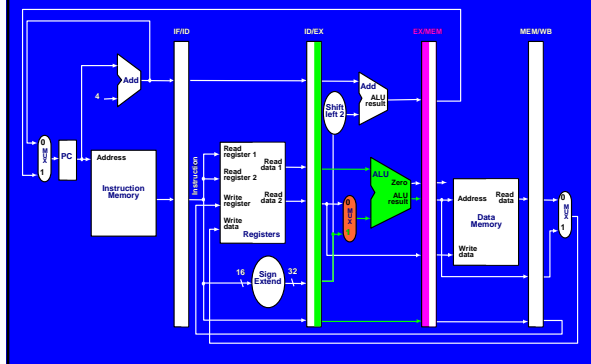 IF/ID
ID/EX
EX/MEM
MEM/WB
Add
4
Add
ALU
result
Shift
left 2
0
M
U
X
1
PC
Address
Instruction
Memory
Instruction
Read
register 1
Read
register 2
Write
register
Write
data
Read
data 1
Read
data 2
Registers
0
M
U
X
ALU
Zero
ALU
result
Address
Read
data
Data
Memory
Write
data
0
M
U
X
1
16
Sign
Extend
32